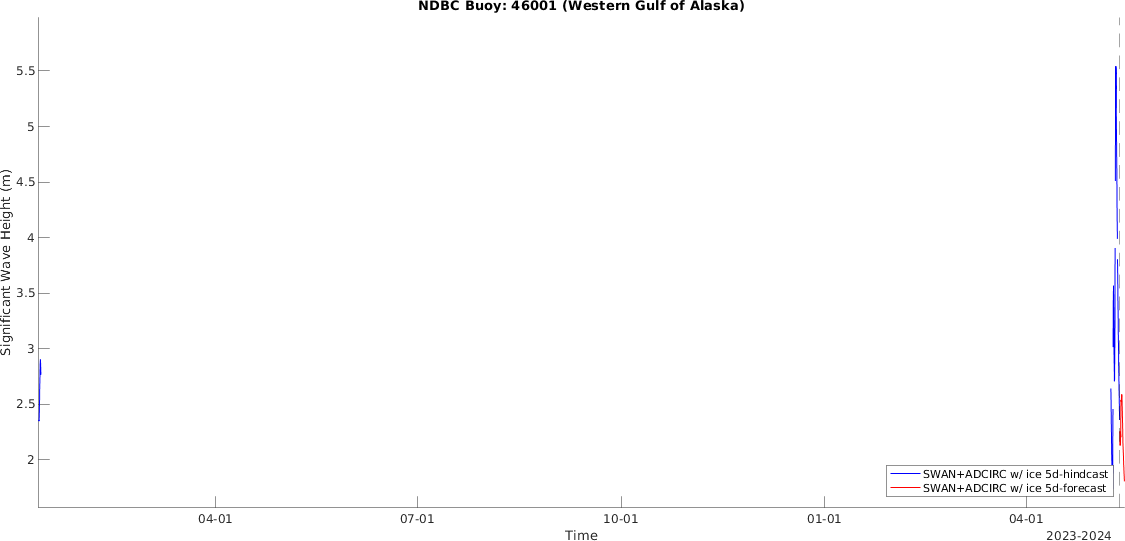 NDBC Buoy: 46001 (Western Gulf of Alaska)
Significant Wave Height (m)
5.5
5
4.5
4
3.5
3
2.5
2
SWAN+ADCIRC w/ ice 5d-hindcast
SWAN+ADCIRC w/ ice 5d-forecast
04-01 07-01 10-01 01-01 04-01
Time
2023-2024